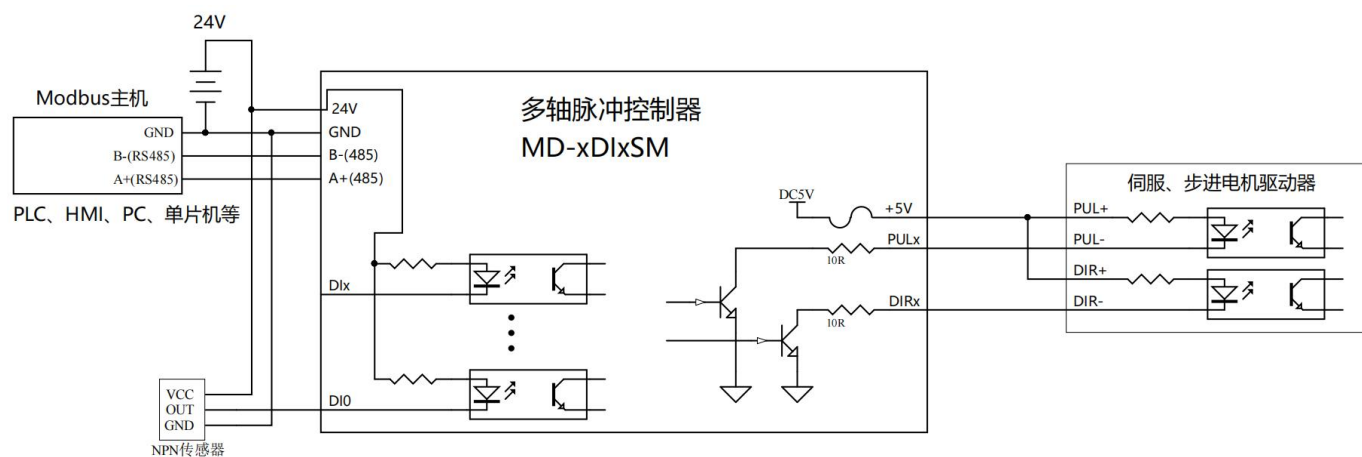 24V
Modbus主机
GND
B-(RS485)
A+(RS485)
PLC、HMI、PC、单片机等
24V
GND
B-(485)
A+(485)
多轴脉冲控制器
MD-xDIxSM
DIx
DI0
VCC
OUT
GND
NPN传感器
DC5V
+5V
PULx
10R
DIRx
10R
伺服、步进电机驱动器
PUL+
PUL-
DIR+
DIR-